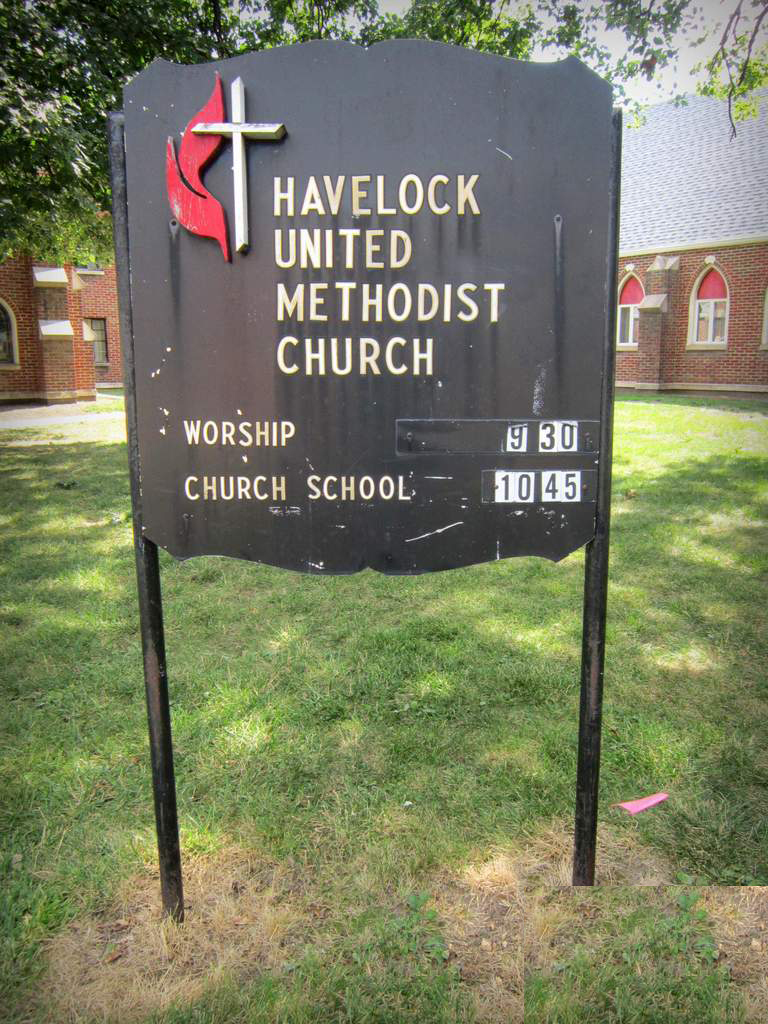 HAVELOCK
UNITED
METHODIST
CHURCH
WORSHIP 9 30
CHURCH SCHOOL 10 45